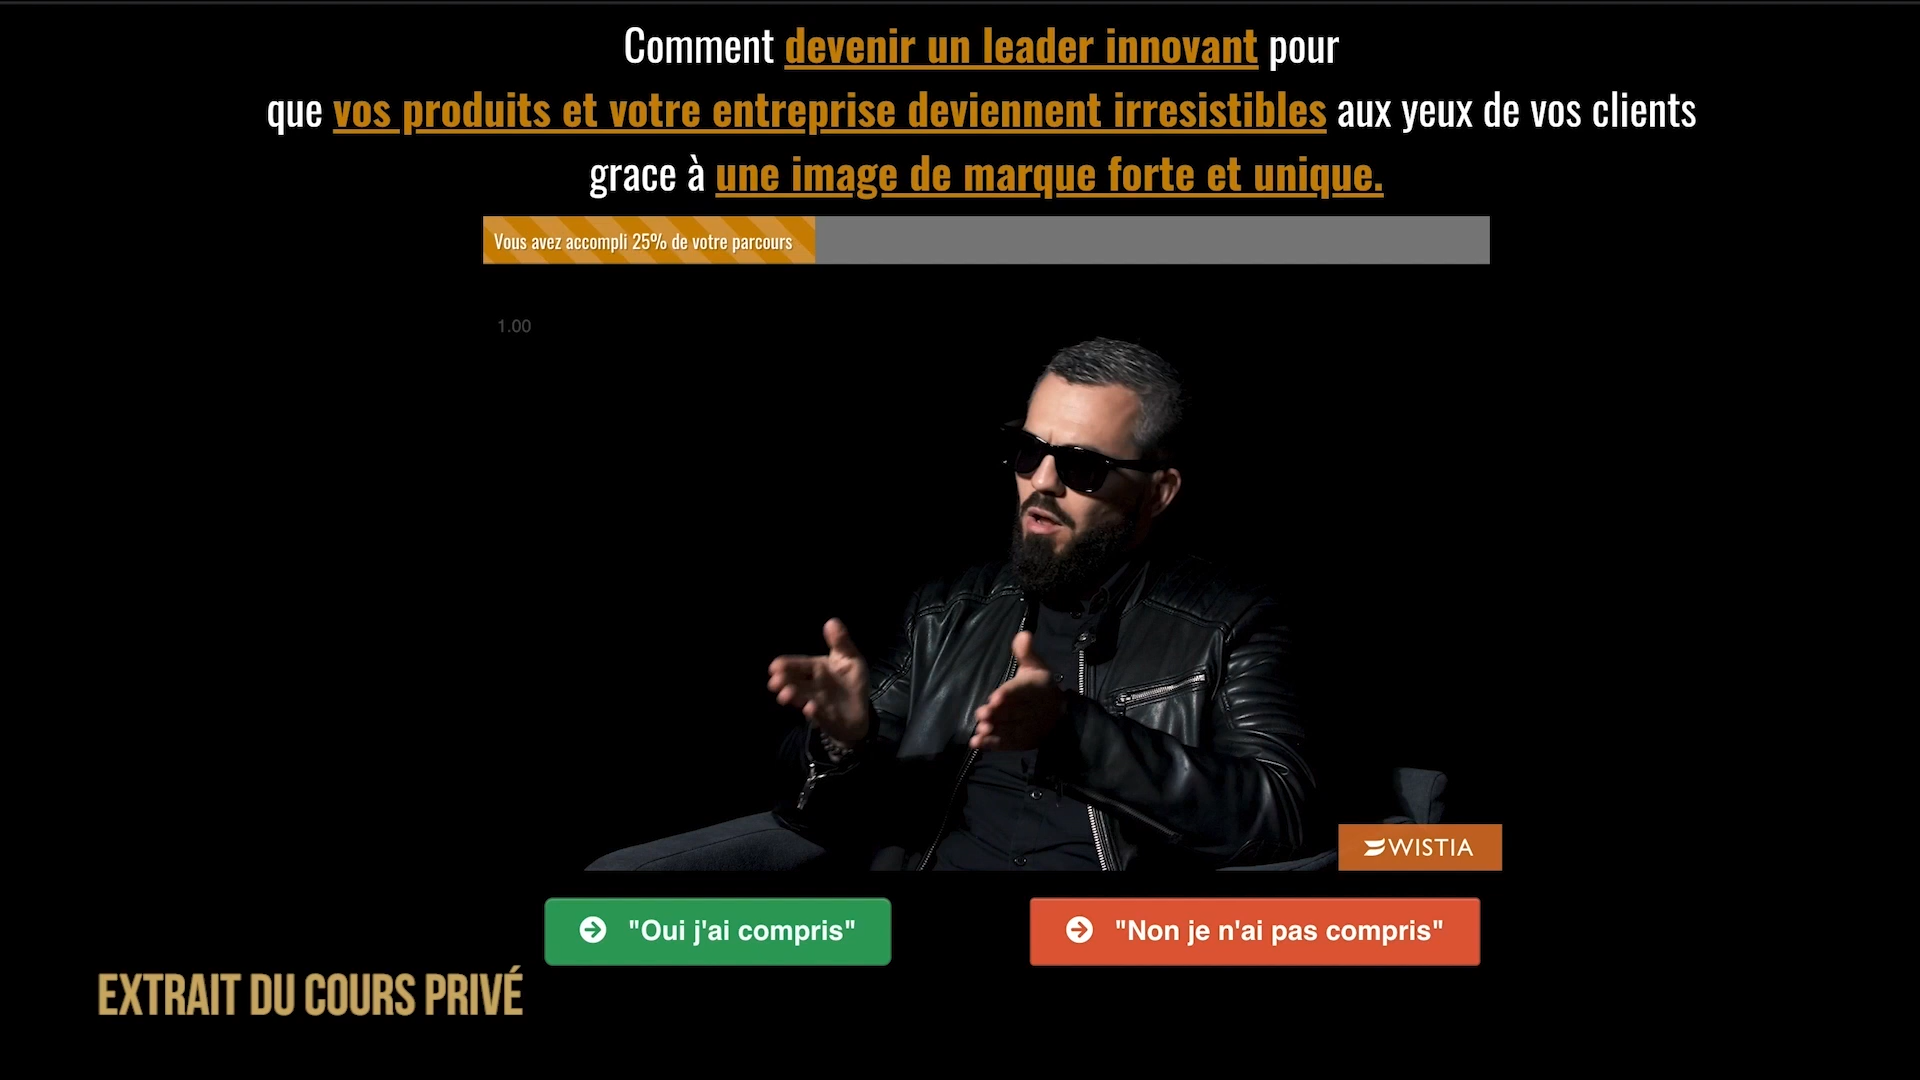 Comment devenir un leader innovant pour
que vos produits et votre entreprise deviennent irresistibles aux yeux de vos clients
grace à une image de marque forte et unique.
Vous avez accompli 25% de votre parcours
1.00
WISTIA
"Oui j'ai compris"
"Non je n'ai pas compris"
EXTRAIT DU COURS PRIVÉ